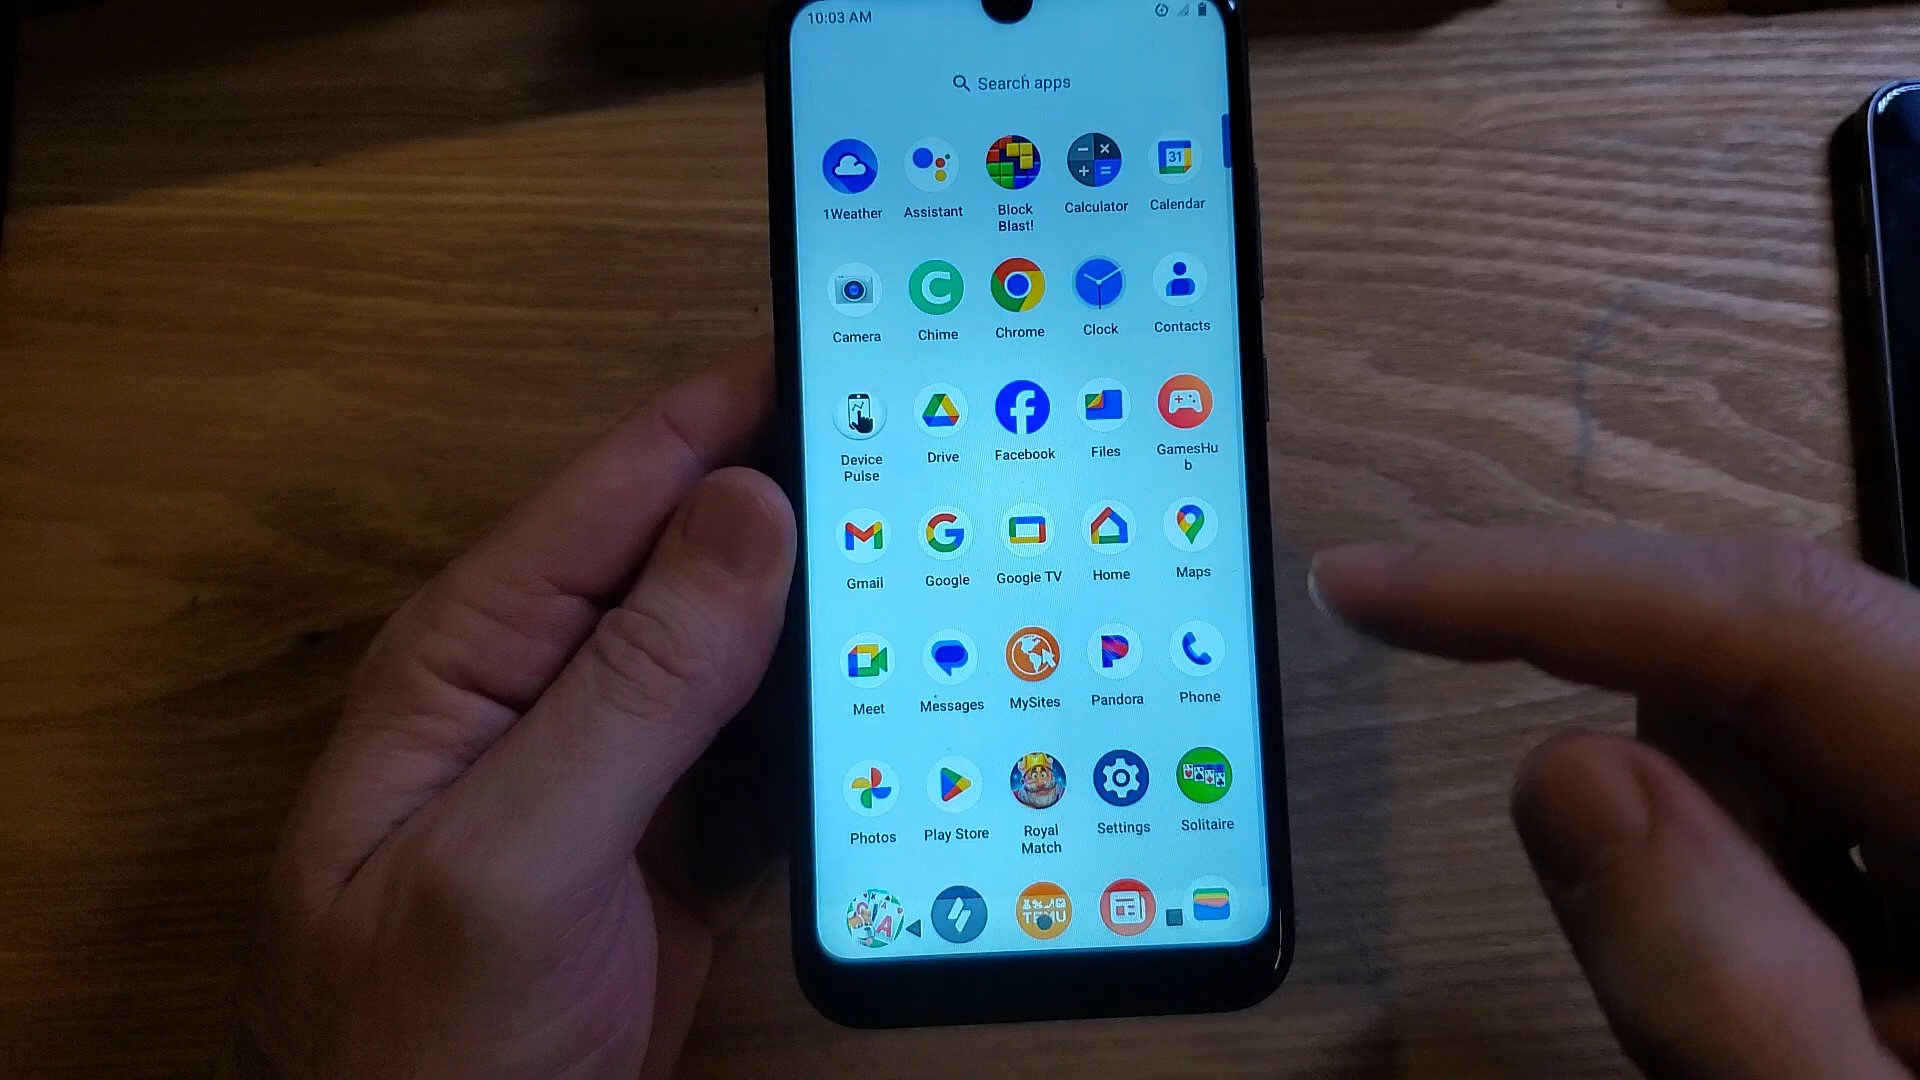 10:03 AM
Search apps
31
1Weather
Assistant
Block
Blast!
Calculator
Calendar
Camera
Chime
Chrome
Clock
Contacts
Device
Pulse
Drive
Facebook
Files
GamesHu
b
Gmail
Google
Google TV
Home
Maps
Meet
Messages
MySites
Pandora
Phone
Photos
Play Store
Royal
Match
Settings
Solitaire
A
TEMU